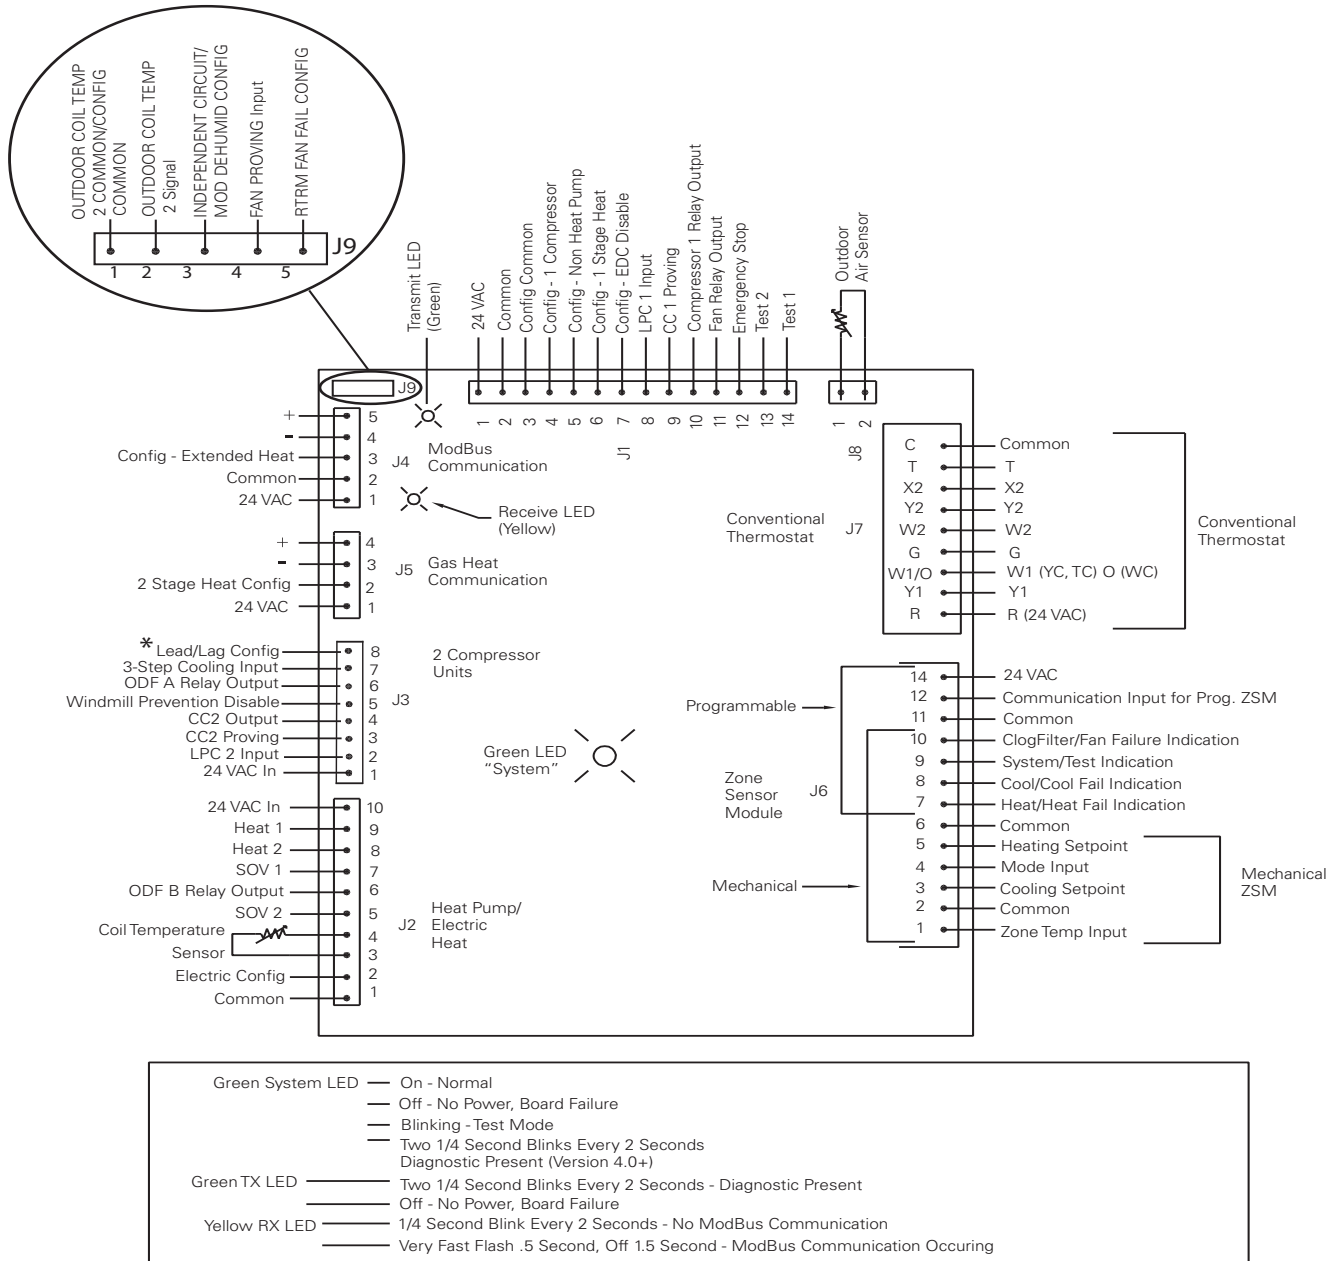 OUTDOOR COIL TEMP
2 COMMON/CONFIG
COMMON
OUTDOOR COIL TEMP
2 Signal
INDEPENDENT CIRCUIT/
MOD DEHUMID CONFIG
FAN PROVING Input
RTRM FAN FAIL CONFIG
J9
1 2 3 4 5
Transmit LED
(Green)
24 VAC
Common
Config Common
Config - 1 Compressor
Config - Non Heat Pump
Config - 1 Stage Heat
Config - EDC Disable
LPC 1 Input
CC 1 Proving
Compressor 1 Relay Output
Fan Relay Output
Emergency Stop
Test 2
Test 1
Outdoor
Air Sensor
J9
1 2 3 4 5 6 7 8 9 10 11 12 13 14
J1
1 2
J8
+ 5
- 4
Config - Extended Heat 3
Common 2
24 VAC 1
J4
ModBus
Communication
Receive LED
(Yellow)
+ 4
- 3
2 Stage Heat Config 2
24 VAC 1
J5
Gas Heat
Communication
* Lead/Lag Config 8
3-Step Cooling Input 7
ODF A Relay Output 6
Windmill Prevention Disable 5
CC2 Output 4
CC2 Proving 3
LPC 2 Input 2
24 VAC In 1
J3
2 Compressor
Units
Green LED
"System"
24 VAC In 10
Heat 1 9
Heat 2 8
SOV 1 7
ODF B Relay Output 6
SOV 2 5
Coil Temperature 4
Sensor 3
Electric Config 2
Common 1
J2
Heat Pump/
Electric
Heat
Conventional
Thermostat
J7
C Common
T T
X2 X2
Y2 Y2
W2 W2
G G
W1/O W1 (YC, TC) O (WC)
Y1 Y1
R R (24 VAC)
Conventional
Thermostat
Programmable
Zone
Sensor
Module
J6
Mechanical
14 24 VAC
12 Communication Input for Prog. ZSM
11 Common
10 ClogFilter/Fan Failure Indication
9 System/Test Indication
8 Cool/Cool Fail Indication
7 Heat/Heat Fail Indication
6 Common
5 Heating Setpoint
4 Mode Input
3 Cooling Setpoint
2 Common
1 Zone Temp Input
Mechanical
ZSM
Green System LED On - Normal
Off - No Power, Board Failure
Blinking - Test Mode
Two 1/4 Second Blinks Every 2 Seconds
Diagnostic Present (Version 4.0+)
Green TX LED Two 1/4 Second Blinks Every 2 Seconds - Diagnostic Present
Off - No Power, Board Failure
Yellow RX LED 1/4 Second Blink Every 2 Seconds - No ModBus Communication
Very Fast Flash .5 Second, Off 1.5 Second - ModBus Communication Occuring